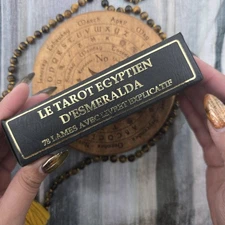 LE TAROT EGYPTIEN
D'ESMERALDA
78 LAMES AVEC LIVRET EXPLICATIF